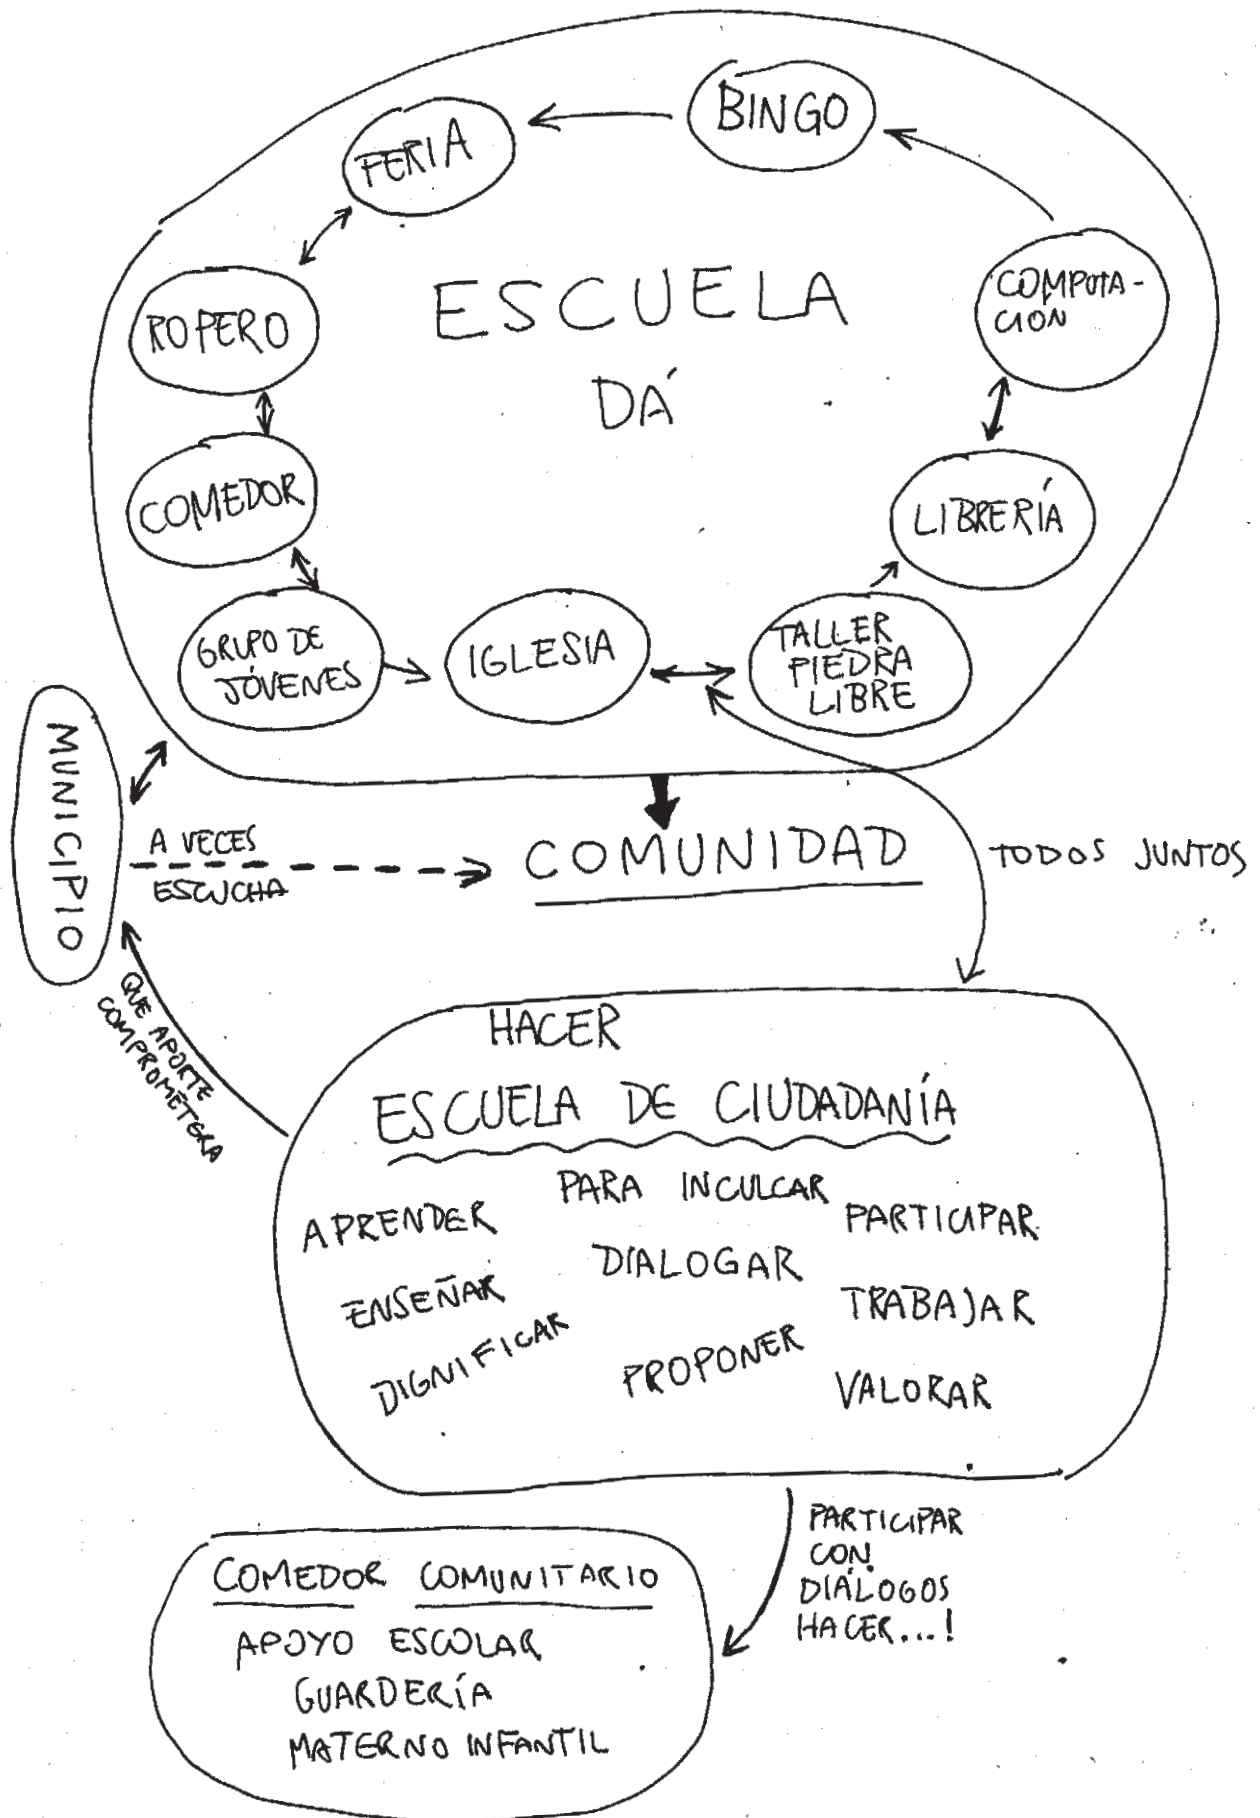 BINGO
FERIA
COMPUTA-
CION
ROPERO
ESCUELA
DÁ
COMEDOR
LIBRERÍA
GRUPO DE
JÓVENES
IGLESIA
TALLER
PIEDRA
LIBRE
MUNICIPIO
A VECES
ESCUCHA
COMUNIDAD
TODOS JUNTOS
QUE APORTE
COMPROMETERA
HACER
ESCUELA DE CIUDADANÍA
PARA INCULCAR
APRENDER
PARTICIPAR
DIALOGAR
ENSEÑAR
TRABAJAR
DIGNIFICAR
PROPONER
VALORAR
PARTICIPAR
CON
DIÁLOGOS
HACER...!
COMEDOR COMUNITARIO
APOYO ESCOLAR
GUARDERÍA
MATERNO INFANTIL